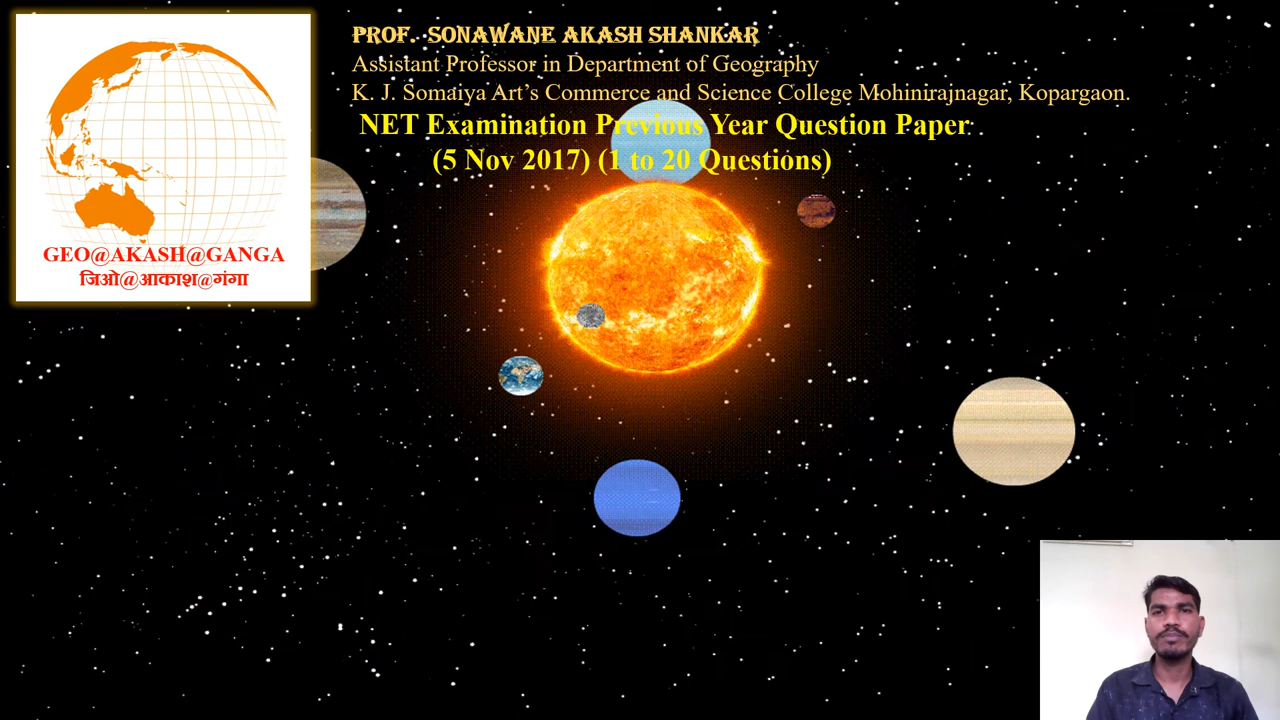 PROF. SONAWANE AKASH SHANKAR
Assistant Professor in Department of Geography
K. J. Somaiya Art's Commerce and Science College Mohinirajnagar, Kopargaon.
NET Examination Previous Year Question Paper
(5 Nov 2017) (1 to 20 Questions)
GEO@AKASH@GANGA
जिओ@आकाश@गंगा